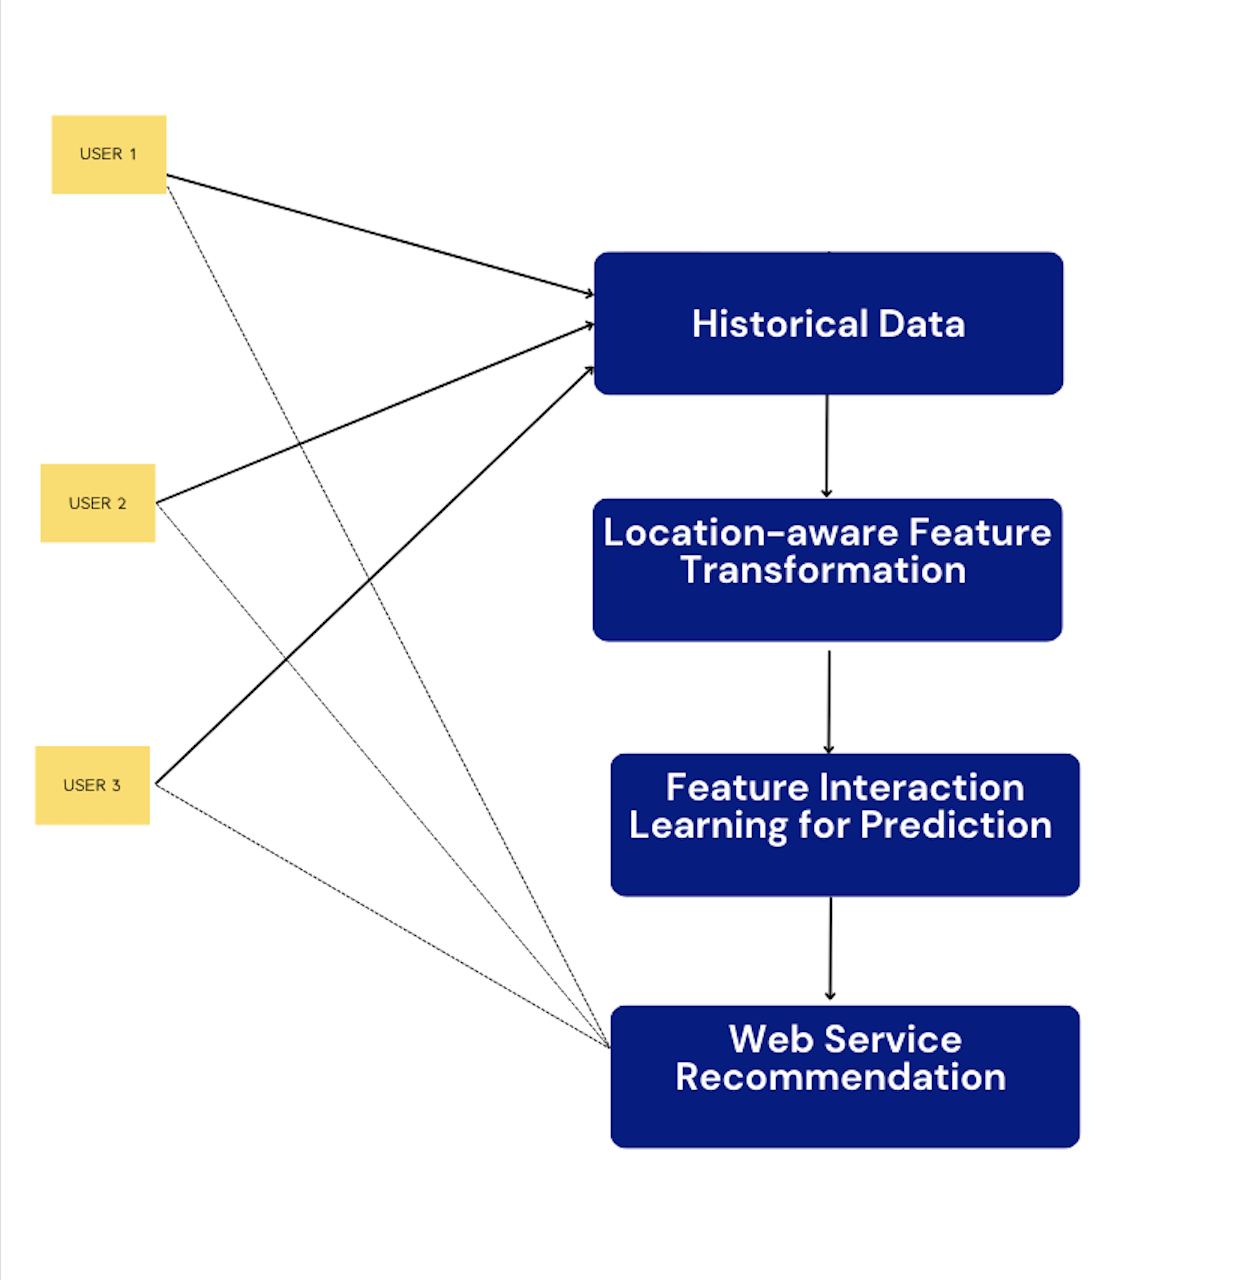 USER 1
Historical Data
USER 2
Location-aware Feature
Transformation
USER 3
Feature Interaction
Learning for Prediction
Web Service
Recommendation